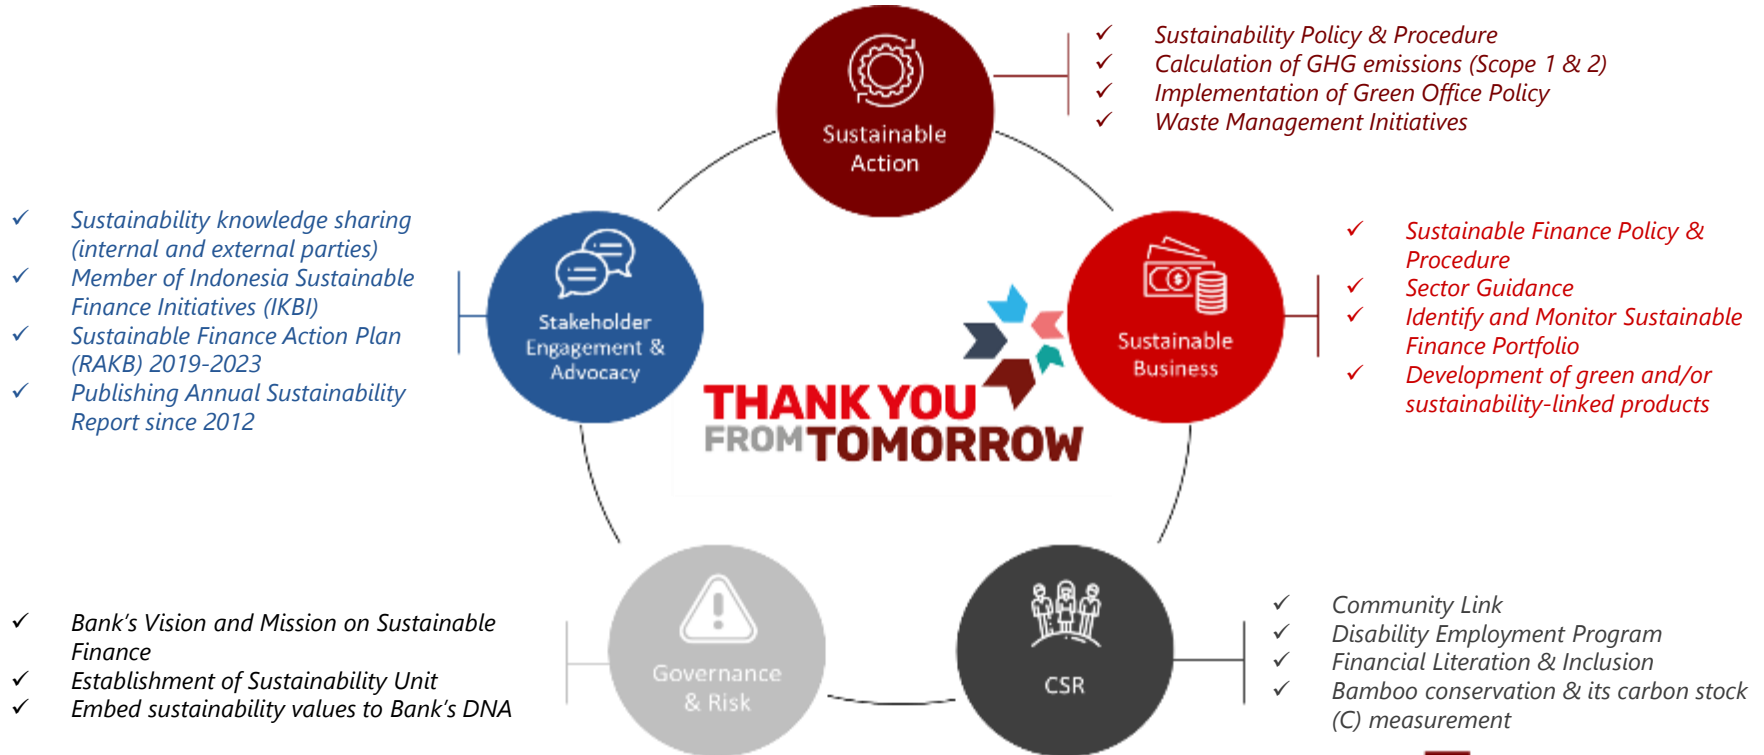 Sustainability Policy & Procedure
Calculation of GHG emissions (Scope 1 & 2)
Implementation of Green Office Policy
Waste Management Initiatives
Sustainable
Action
Sustainability knowledge sharing
(internal and external parties)
Member of Indonesia Sustainable
Finance Initiatives (IKBI)
Sustainable Finance Action Plan
(RAKB) 2019-2023
Publishing Annual Sustainability
Report since 2012
Stakeholder
Engagement &
Advocacy
THANK YOU
FROM TOMORROW
Sustainable
Business
Sustainable Finance Policy &
Procedure
Sector Guidance
Identify and Monitor Sustainable
Finance Portfolio
Development of green and/or
sustainability-linked products
Bank's Vision and Mission on Sustainable
Finance
Establishment of Sustainability Unit
Embed sustainability values to Bank's DNA
Governance
& Risk
CSR
Community Link
Disability Employment Program
Financial Literation & Inclusion
Bamboo conservation & its carbon stock
(C) measurement